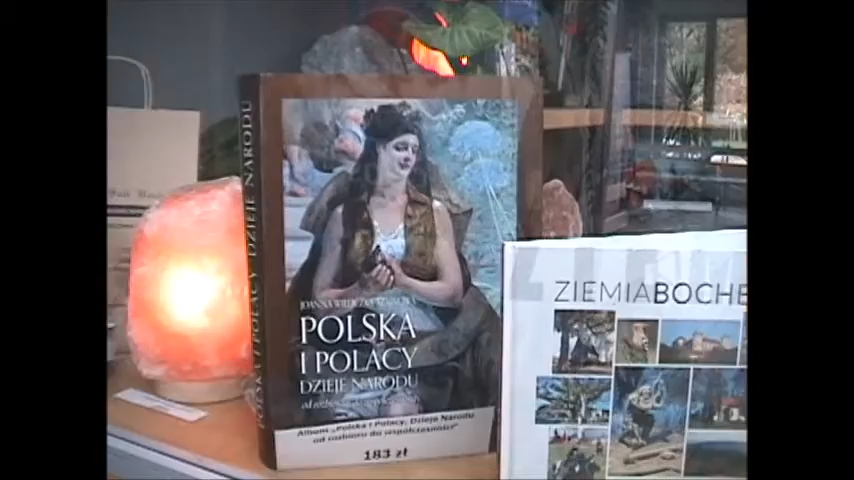 DZIEJE NARODU
POLSKA I POLACY
POLSKA
I POLACY
DZIEJE NARODU
Album „Polska i Polacy. Dzieje Narodu
od rozbioru do współczesności"
183 zł
ZIEMIABOCHE